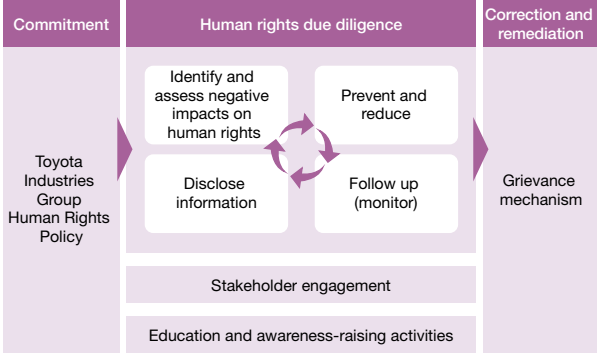 Commitment
Human rights due diligence
Correction and
remediation
Toyota
Industries
Group
Human Rights
Policy
Identify and
assess negative
impacts on
human rights
Prevent and
reduce
Disclose
information
Follow up
(monitor)
Stakeholder engagement
Education and awareness-raising activities
Grievance
mechanism